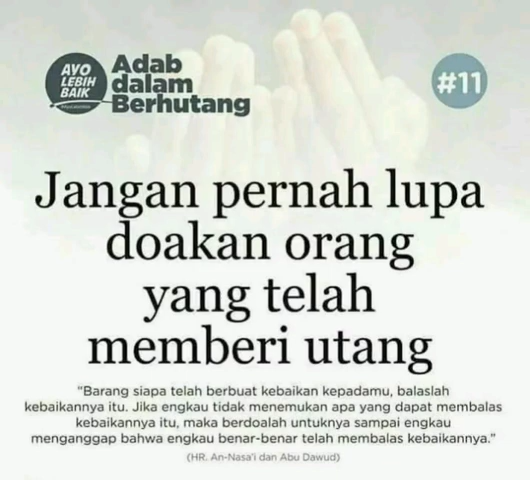 AYO
LEBIH
BAIK
Adab
dalam
Berhutang
#11
Jangan pernah lupa
doakan orang
yang telah
memberi utang
"Barang siapa telah berbuat kebaikan kepadamu, balaslah
kebaikannya itu. Jika engkau tidak menemukan apa yang dapat membalas
kebaikannya itu, maka berdoalah untuknya sampai engkau
menganggap bahwa engkau benar-benar telah membalas kebaikannya."
(HR. An-Nasa'i dan Abu Dawud)